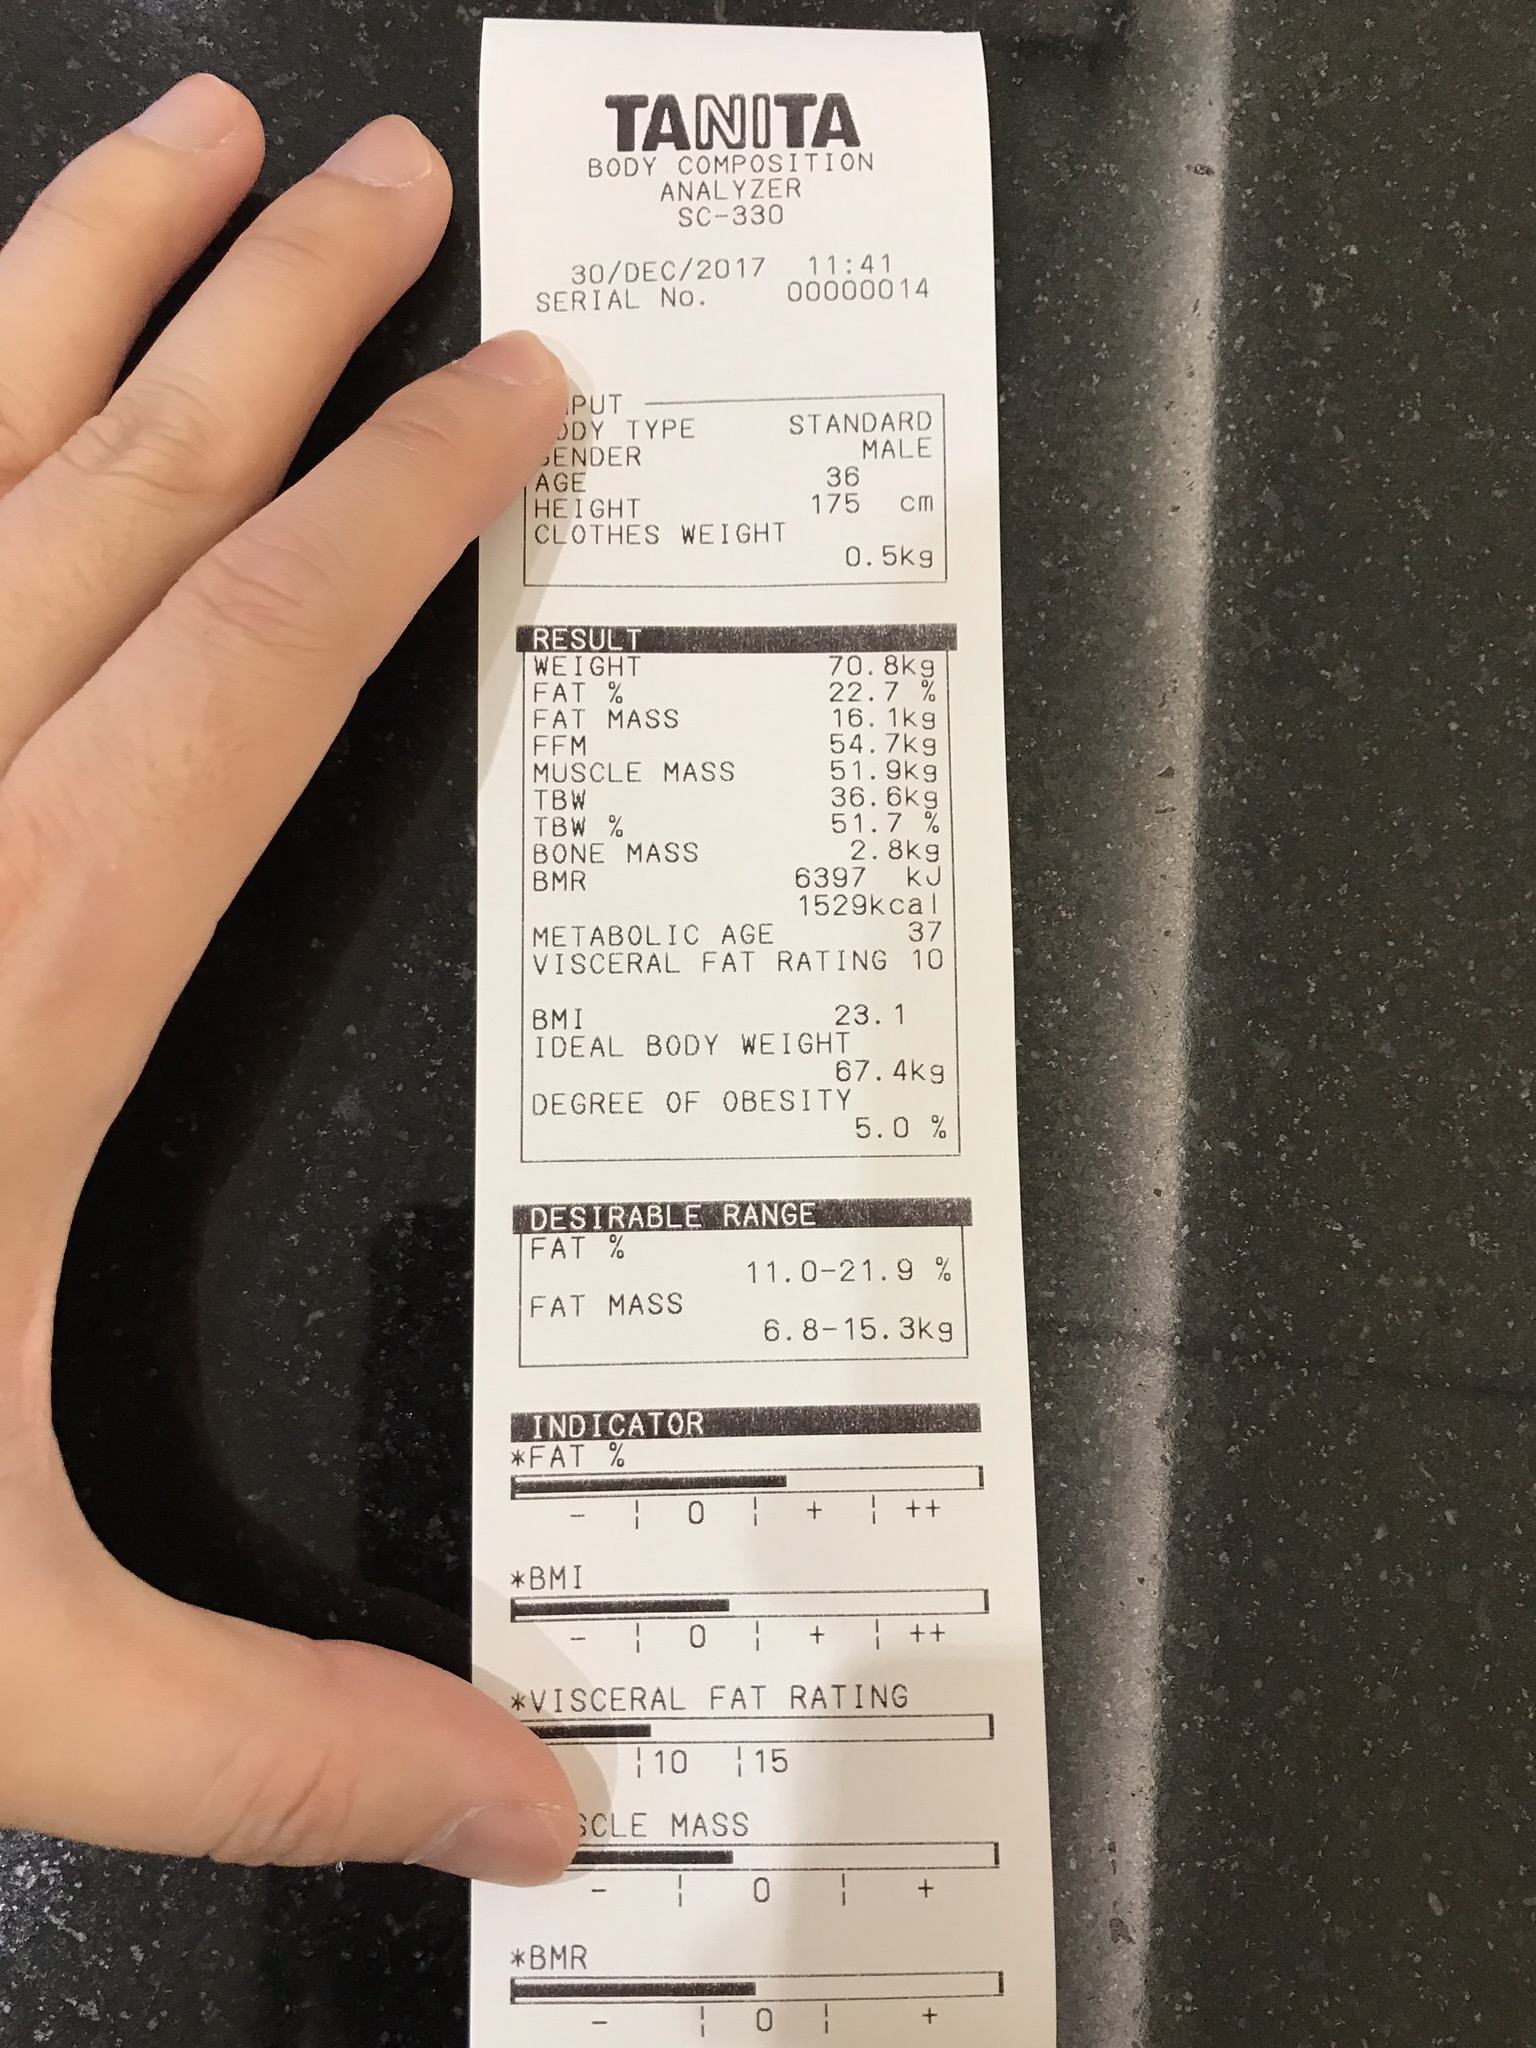 TANITA
BODY COMPOSITION
ANALYZER
SC-330
30/DEC/2017 11:41
SERIAL No. 00000014
PUT
ODY TYPE STANDARD
ENDER MALE
AGE 36
HEIGHT 175 cm
CLOTHES WEIGHT
0.5kg
RESULT
WEIGHT 70.8kg
FAT % 22.7 %
FAT MASS 16.1kg
FFM 54.7kg
MUSCLE MASS 51.9kg
TBW 36.6kg
TBW % 51.7 %
BONE MASS 2.8kg
BMR 6397 kJ
1529kcal
METABOLIC AGE 37
VISCERAL FAT RATING 10
BMI 23.1
IDEAL BODY WEIGHT
67.4kg
DEGREE OF OBESITY
5.0 %
DESIRABLE RANGE
FAT %
11.0-21.9 %
FAT MASS
6.8-15.3kg
INDICATOR
*FAT %
- ¦ 0 ¦ + ¦ ++
*BMI
- ¦ 0 ¦ + ¦ ++
*VISCERAL FAT RATING
¦10 ¦15
SCLE MASS
- ¦ 0 ¦ +
*BMR
- ¦ 0 ¦ +